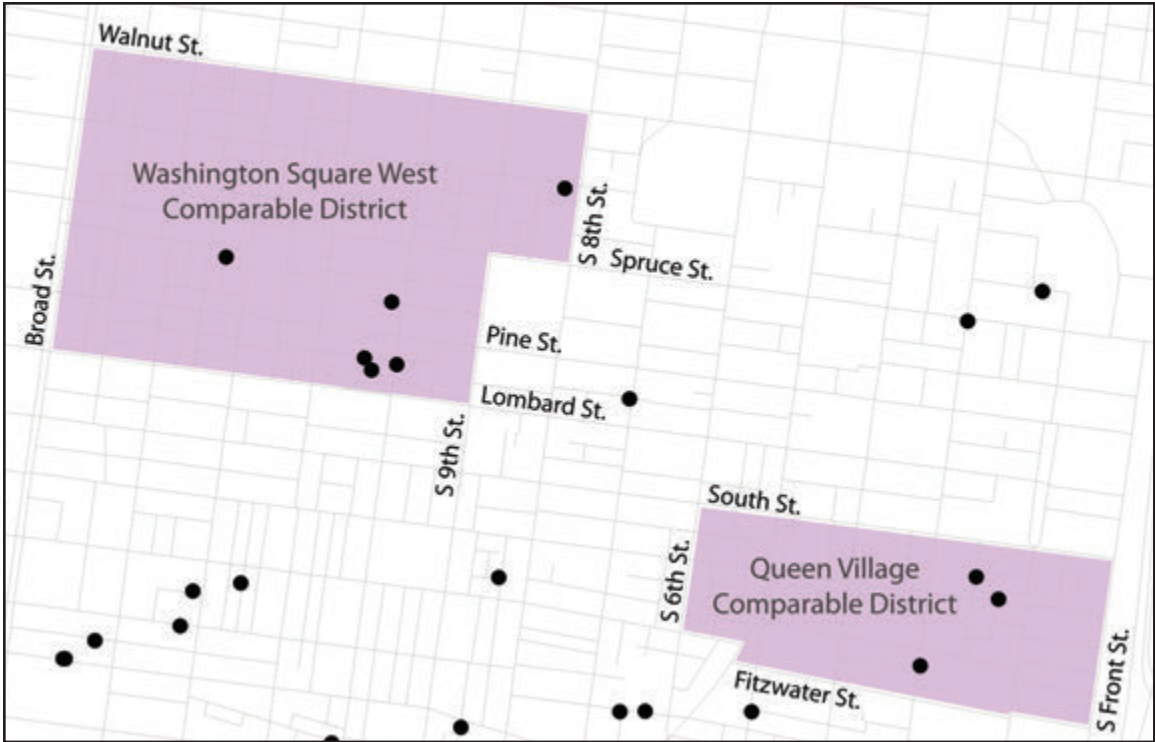 Walnut St.
Washington Square West
Comparable District
S 8th St.
Spruce St.
Broad St.
Pine St.
Lombard St.
S 9th St.
South St.
S 6th St.
Queen Village
Comparable District
Fitzwater St.
S Front St.